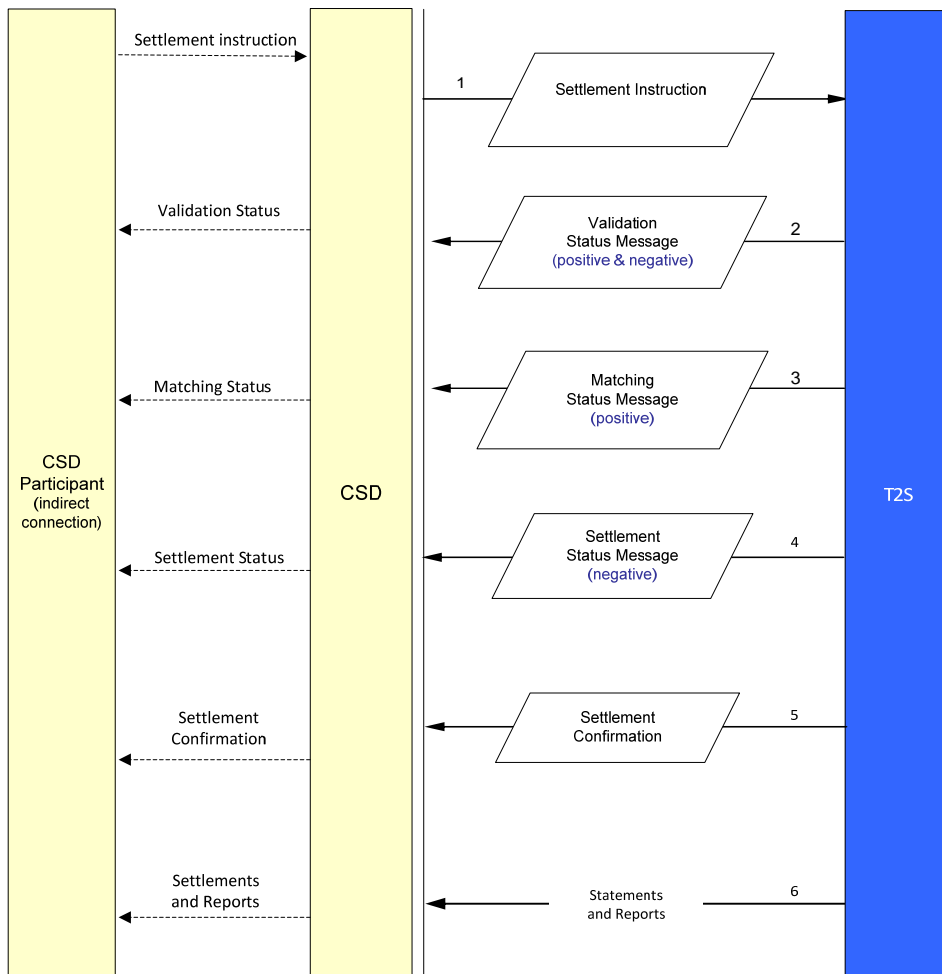 Settlement instruction
1
Settlement Instruction
Validation Status
Validation
Status Message
(positive & negative)
2
Matching Status
Matching
Status Message
(positive)
3
CSD
Participant
(indirect
connection)
CSD
T2S
Settlement Status
Settlement
Status Message
(negative)
4
Settlement
Confirmation
Settlement
Confirmation
5
Settlements
and Reports
Statements
and Reports
6